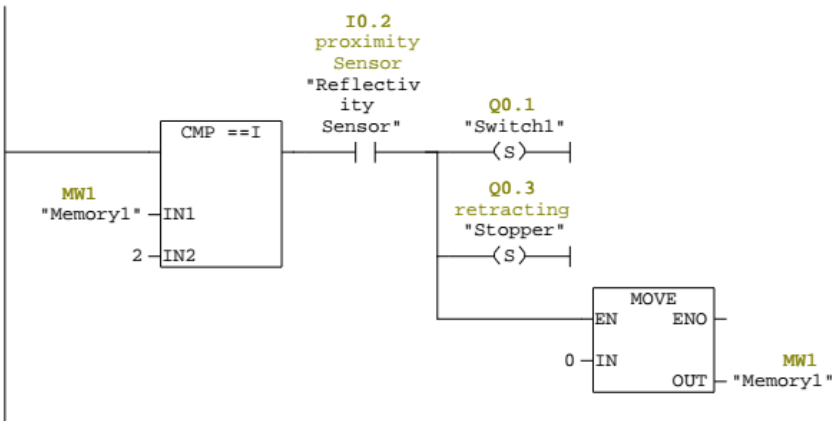 I0.2
proximity
Sensor
"Reflectiv
ity
Sensor"
CMP ==I
MW1
"Memory1"
IN1
2
IN2
Q0.1
"Switch1"
(S)
Q0.3
retracting
"Stopper"
(S)
MOVE
EN ENO
0
IN
MW1
OUT
"Memory1"